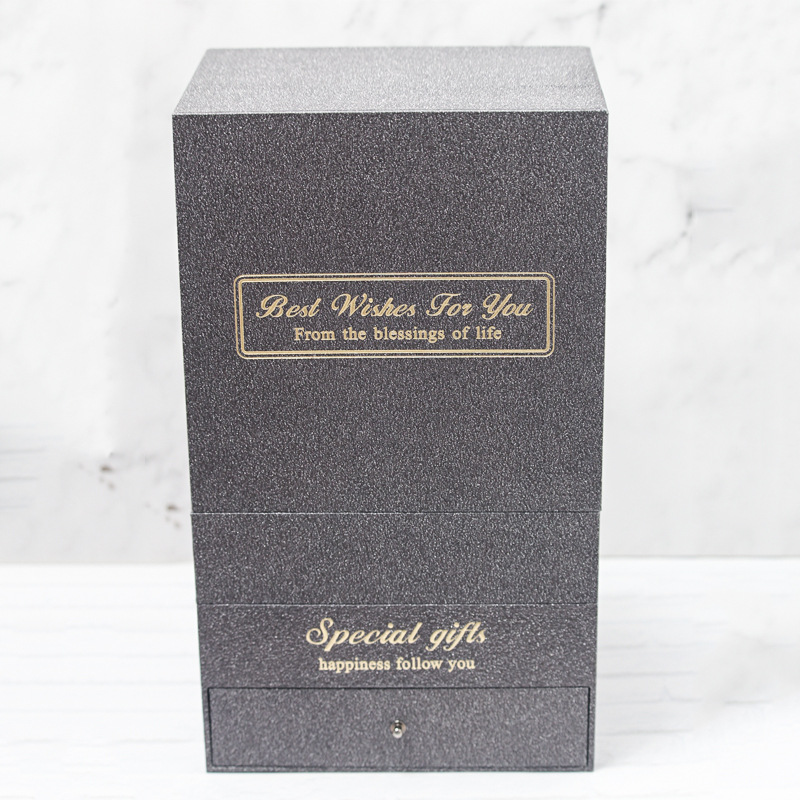 Best Wishes For You
From the blessings of life
Special gifts
happiness follow you